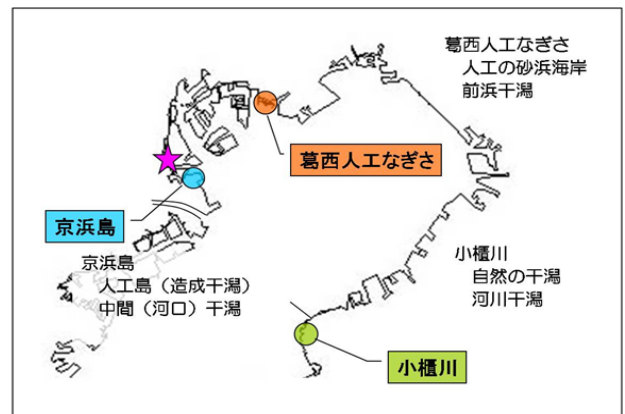 葛西人工なぎさ
人工の砂浜海岸
前浜干潟
葛西人工なぎさ
京浜島
京浜島
人工島（造成干潟）
中間（河口）干潟
小櫃川
自然の干潟
河川干潟
小櫃川